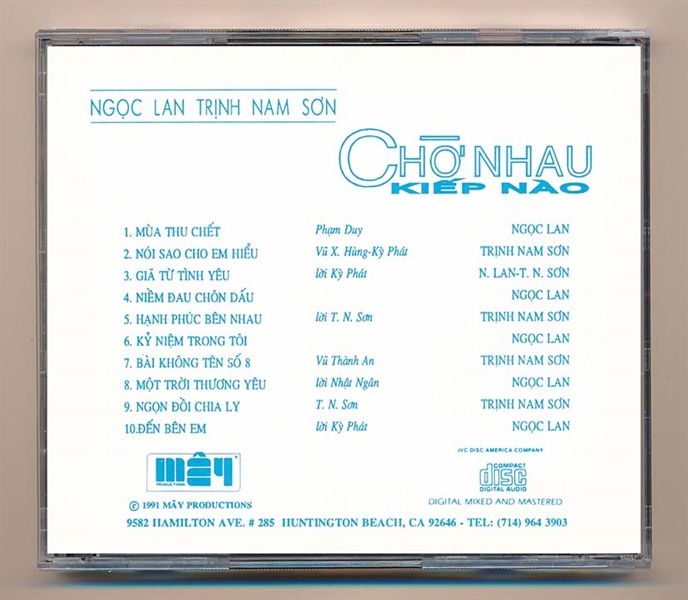 NGỌC LAN TRỊNH NAM SƠN
CHỜ NHAU
KIẾP NÀO
1. MÙA THU CHẾT Phạm Duy NGỌC LAN
2. NÓI SAO CHO EM HIỂU Vũ X. Hùng-Kỳ Phát TRỊNH NAM SƠN
3. GIÃ TỪ TÌNH YÊU lời Kỳ Phát N. LAN-T. N. SƠN
4. NIỀM ĐAU CHÔN DẤU NGỌC LAN
5. HẠNH PHÚC BÊN NHAU lời T. N. Sơn TRỊNH NAM SƠN
6. KỶ NIỆM TRONG TÔI NGỌC LAN
7. BÀI KHÔNG TÊN SỐ 8 Vũ Thành An TRỊNH NAM SƠN
8. MỘT TRỜI THƯƠNG YÊU lời Nhật Ngân NGỌC LAN
9. NGỌN ĐỒI CHIA LY T. N. Sơn TRỊNH NAM SƠN
10.ĐẾN BÊN EM lời Kỳ Phát NGỌC LAN
JVC DISC AMERICA COMPANY
mây
PRODUCTIONS
COMPACT
disc
DIGITAL AUDIO
© 1991 MÂY PRODUCTIONS
DIGITAL MIXED AND MASTERED
9582 HAMILTON AVE. # 285 HUNTINGTON BEACH, CA 92646 - TEL: (714) 964 3903